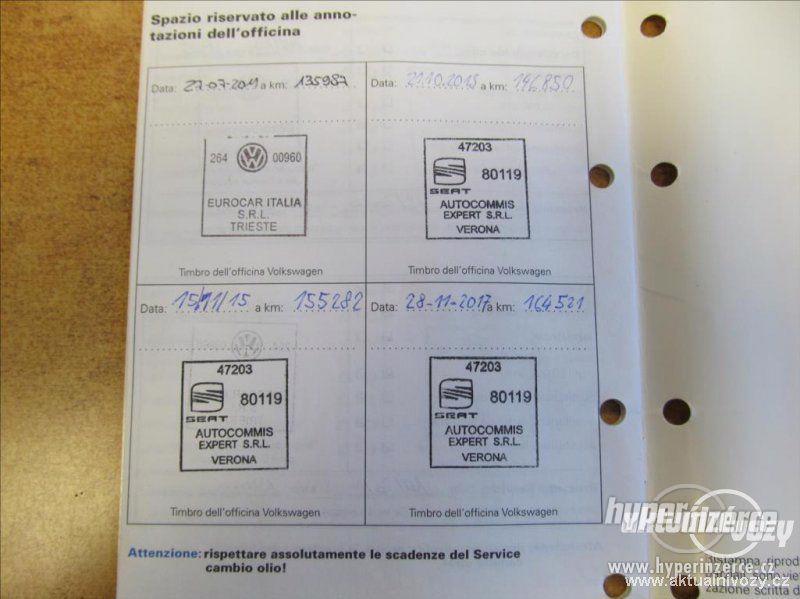 Spazio riservato alle anno-
tazioni dell'officina
Data: 27-07-2011 a km: 135987
264 00960
EUROCAR ITALIA
S.R.L.
TRIESTE
Timbro dell'officina Volkswagen
Data: 21.10.2013 a km: 146.850
47203
SEAT 80119
AUTOCOMMIS
EXPERT S.R.L.
VERONA
Timbro dell'officina Volkswagen
Data: 15/11/15 a km: 155282
47203
SEAT 80119
AUTOCOMMIS
EXPERT S.R.L.
VERONA
Timbro dell'officina Volkswagen
Data: 28-11-2017 a km: 164521
47203
SEAT 80119
AUTOCOMMIS
EXPERT S.R.L.
VERONA
Timbro dell'officina Volkswagen
Attenzione: rispettare assolutamente le scadenze del Service
cambio olio!
hyperinzerce
www.hyperinzerce.cz
www.aktualnivozy.cz
zazione scritta d